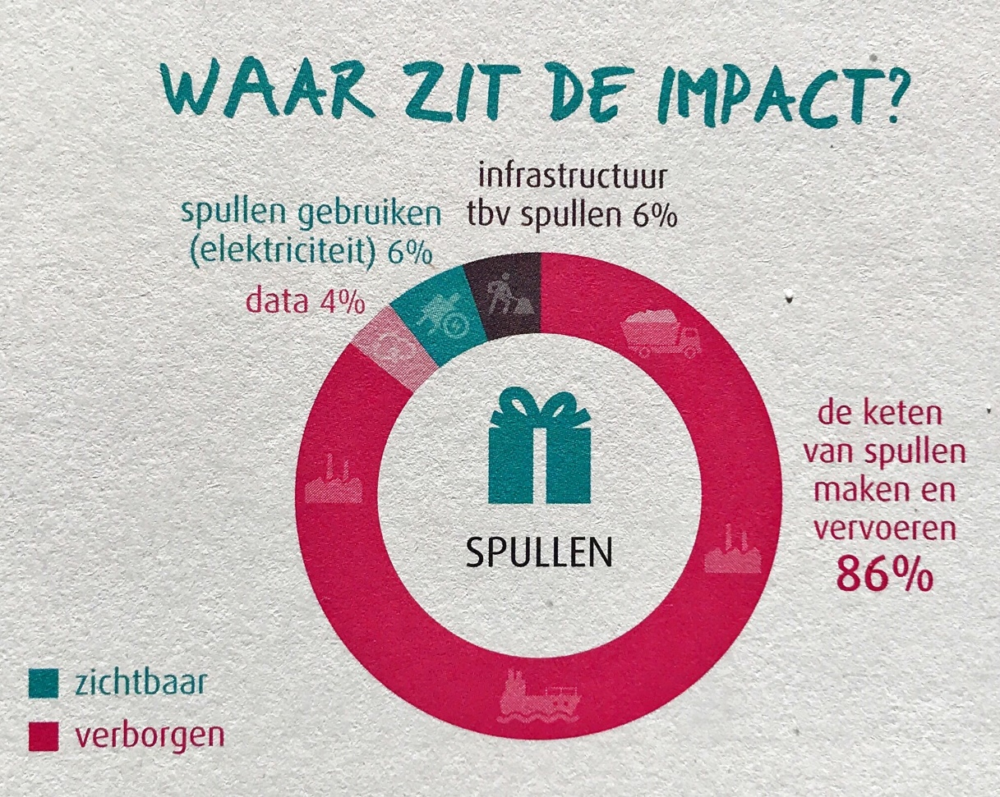 WAAR ZIT DE IMPACT?
infrastructuur
tbv spullen 6%
spullen gebruiken
(elektriciteit) 6%
data 4%
de keten
van spullen
maken en
vervoeren
86%
SPULLEN
zichtbaar
verborgen